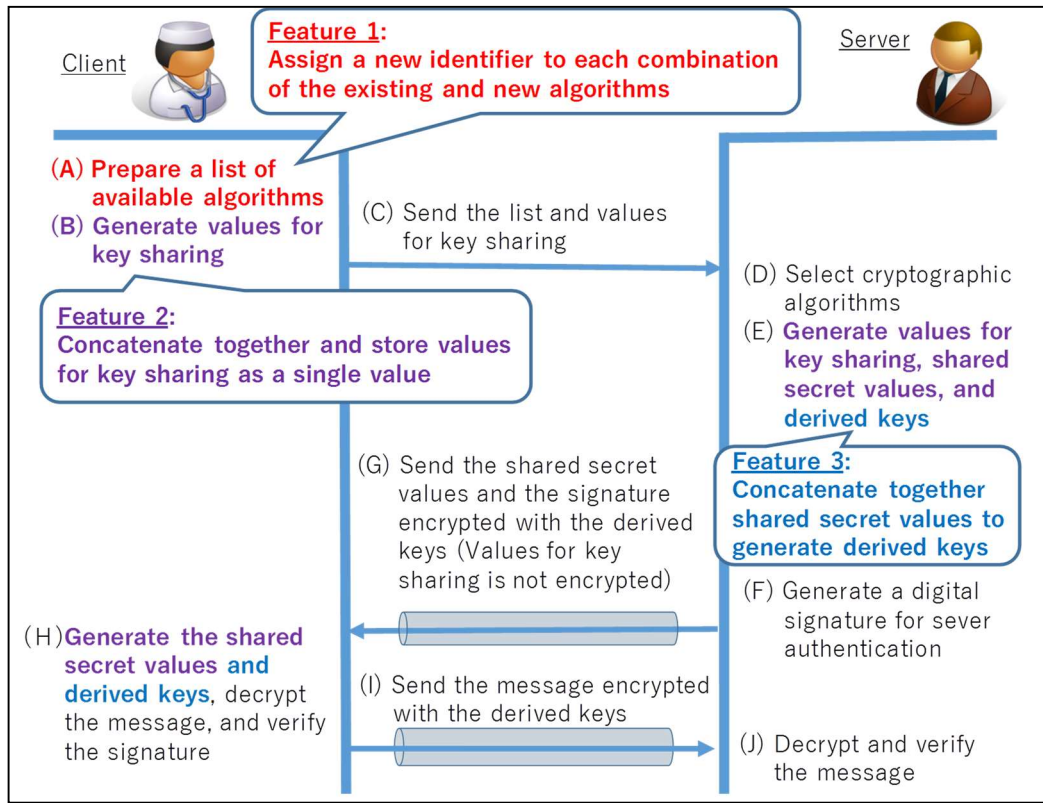 Client
Feature 1:
Assign a new identifier to each combination
of the existing and new algorithms
Server
(A) Prepare a list of
available algorithms
(B) Generate values for
key sharing
(C) Send the list and values
for key sharing
Feature 2:
Concatenate together and store values
for key sharing as a single value
(D) Select cryptographic
algorithms
(E) Generate values for
key sharing, shared
secret values, and
derived keys
Feature 3:
Concatenate together
shared secret values to
generate derived keys
(F) Generate a digital
signature for sever
authentication
(G) Send the shared secret
values and the signature
encrypted with the derived
keys (Values for key
sharing is not encrypted)
(H)Generate the shared
secret values and
derived keys, decrypt
the message, and verify
the signature
(I) Send the message encrypted
with the derived keys
(J) Decrypt and verify
the message